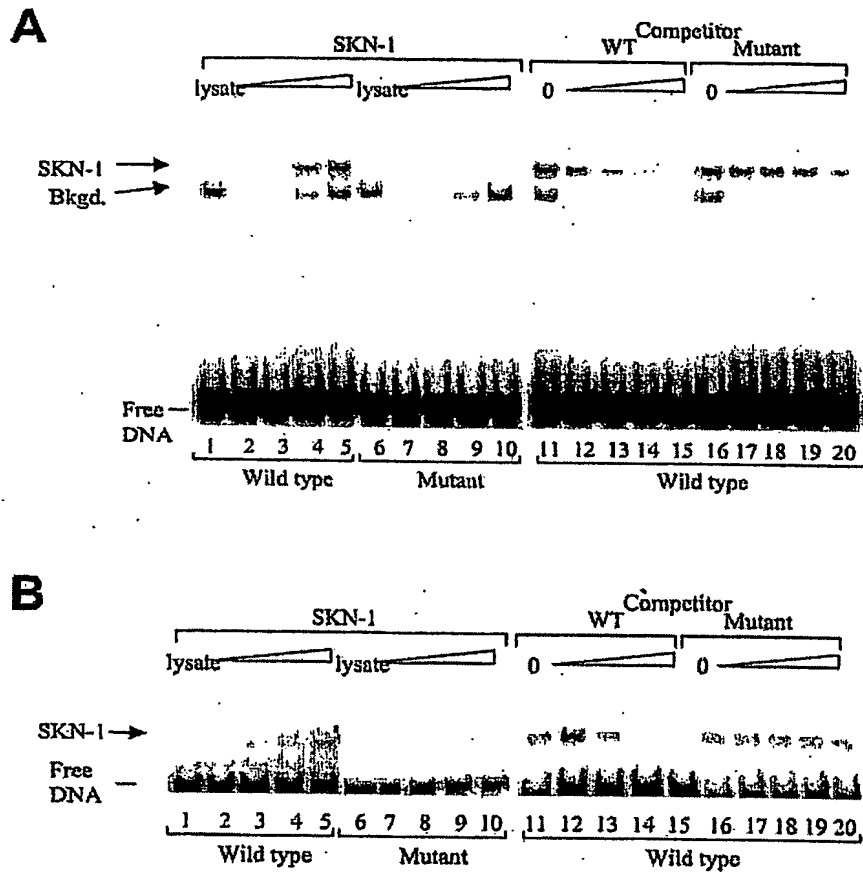 A
SKN-1
Competitor
WT
Mutant
lysate
lysate
0
0
SKN-1
Bkgd.
Free
DNA
1 2 3 4 5 6 7 8 9 10 11 12 13 14 15 16 17 18 19 20
Wild type
Mutant
Wild type
B
SKN-1
Competitor
WT
Mutant
lysate
lysate
0
0
SKN-1
Free
DNA
1 2 3 4 5 6 7 8 9 10 11 12 13 14 15 16 17 18 19 20
Wild type
Mutant
Wild type